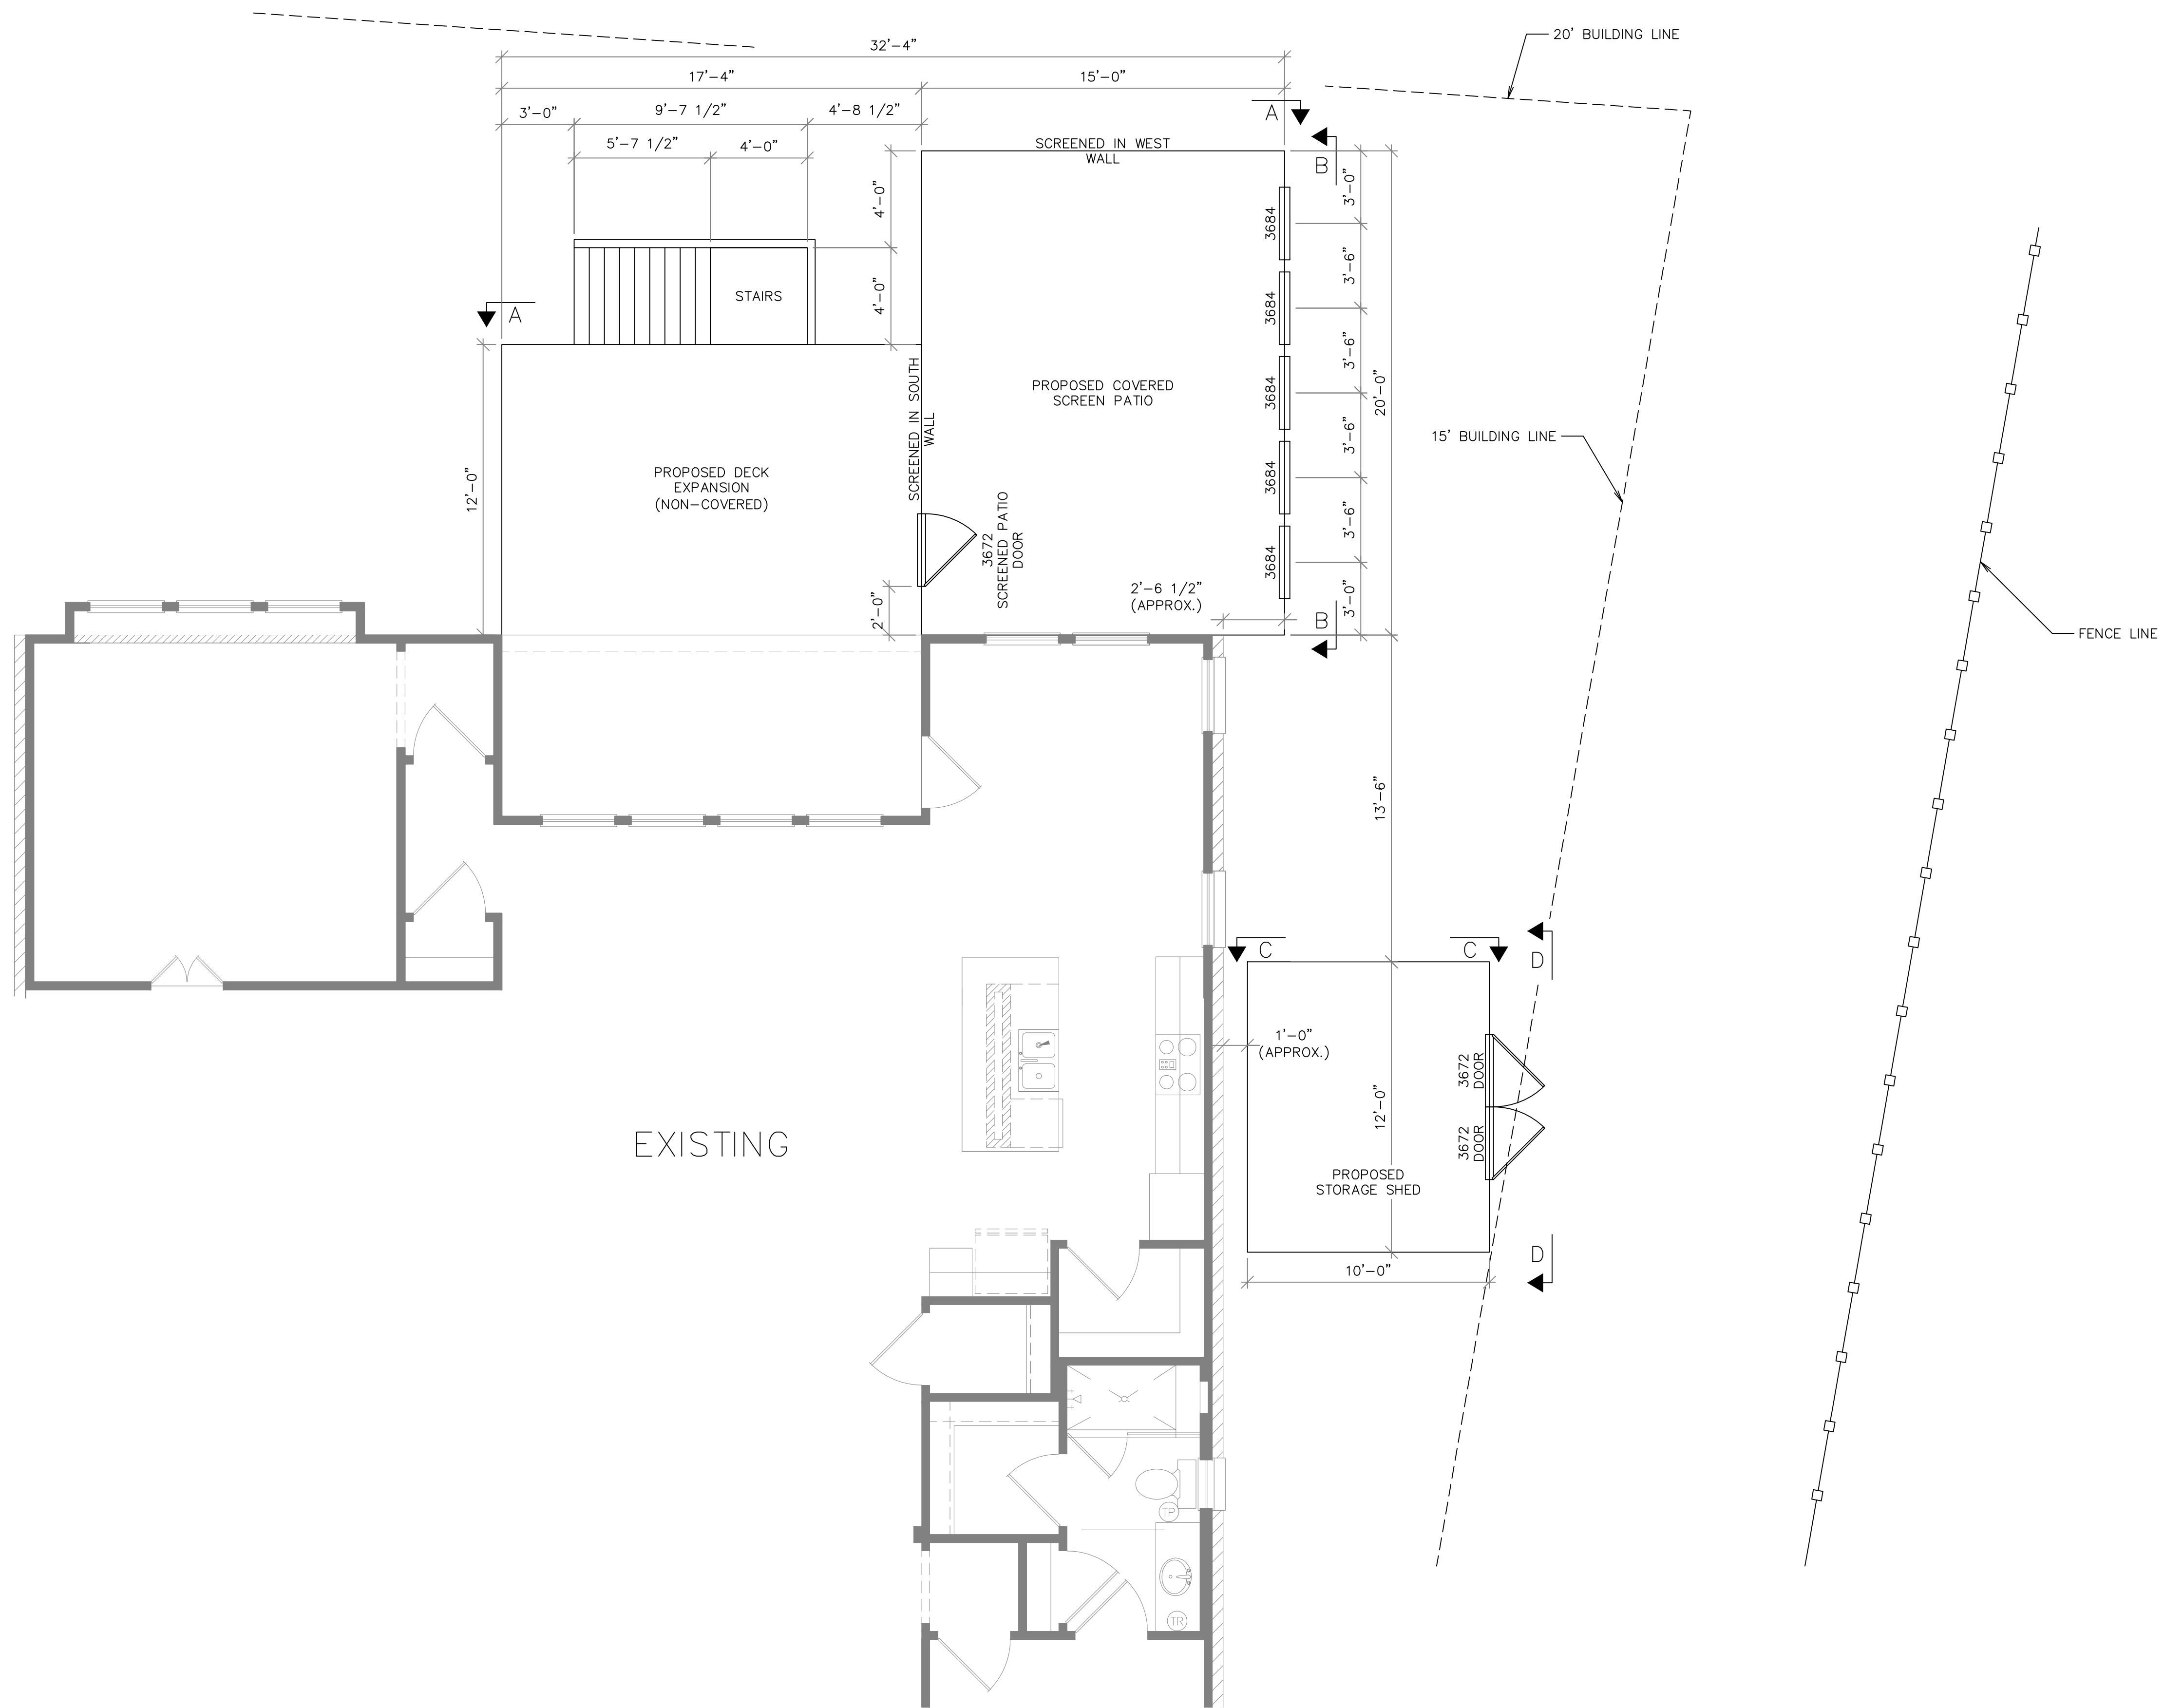 20' BUILDING LINE
32'-4"
17'-4"
15'-0"
3'-0"
9'-7 1/2"
4'-8 1/2"
A
5'-7 1/2"
4'-0"
SCREENED IN WEST
WALL
B
4'-0"
3'-0"
3684
3'-6"
4'-0"
STAIRS
A
3684
3'-6"
PROPOSED COVERED
SCREEN PATIO
3684
20'-0"
SCREENED IN SOUTH
WALL
15' BUILDING LINE
3'-6"
PROPOSED DECK
EXPANSION
(NON-COVERED)
12'-0"
3684
3'-6"
3672
SCREENED PATIO
DOOR
3684
2'-6 1/2"
(APPROX.)
2'-0"
3'-0"
B
FENCE LINE
13'-6"
C
C
D
1'-0"
(APPROX.)
3672
DOOR
12'-0"
3672
DOOR
EXISTING
PROPOSED
STORAGE SHED
D
10'-0"
TP
TR